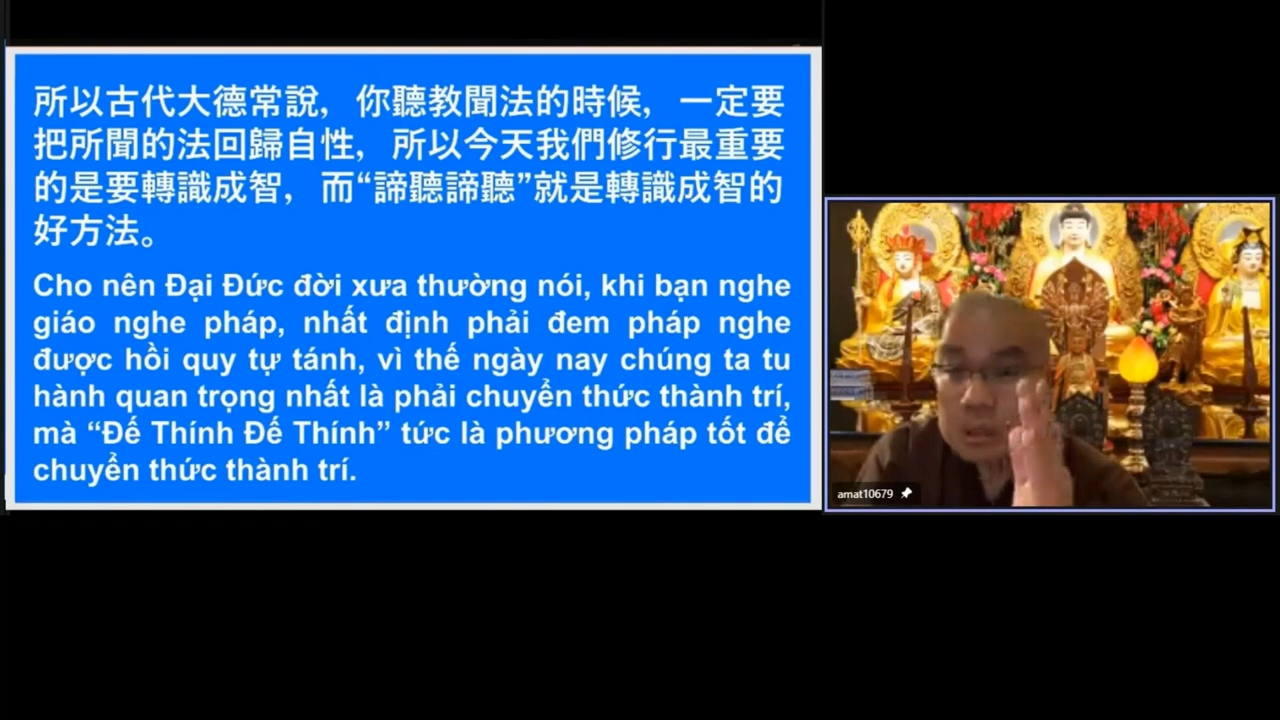 所以古代大德常說，你聽教聞法的時候，一定要
把所聞的法回歸自性，所以今天我們修行最重要
的是要轉識成智，而“諦聽諦聽”就是轉識成智的
好方法。
Cho nên Đại Đức đời xưa thường nói, khi bạn nghe
giáo nghe pháp, nhất định phải đem pháp nghe
được hồi quy tự tánh, vì thế ngày nay chúng ta tu
hành quan trọng nhất là phải chuyển thức thành trí,
mà “Đế Thính Đế Thính” tức là phương pháp tốt để
chuyển thức thành trí.
amat10679